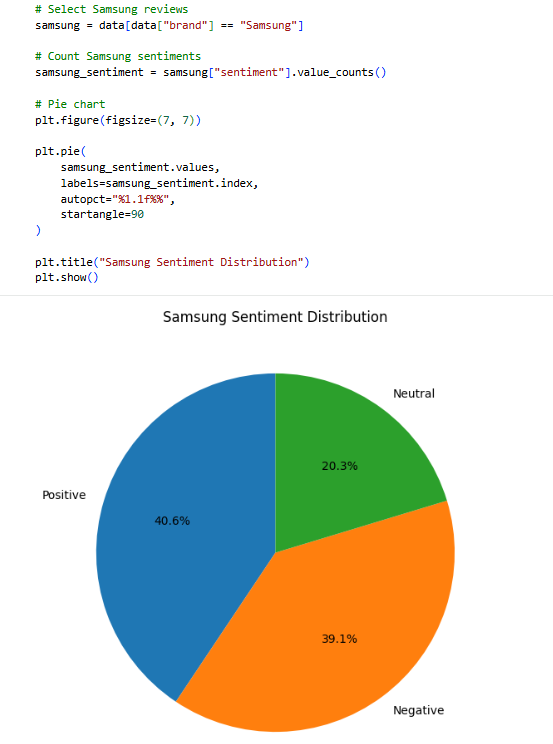 # Select Samsung reviews
samsung = data[data["brand"] == "Samsung"]
# Count Samsung sentiments
samsung_sentiment = samsung["sentiment"].value_counts()
# Pie chart
plt.figure(figsize=(7, 7))
plt.pie(
    samsung_sentiment.values,
    labels=samsung_sentiment.index,
    autopct="%1.1f%%",
    startangle=90
)
plt.title("Samsung Sentiment Distribution")
plt.show()
Samsung Sentiment Distribution
Neutral
20.3%
Positive
40.6%
39.1%
Negative